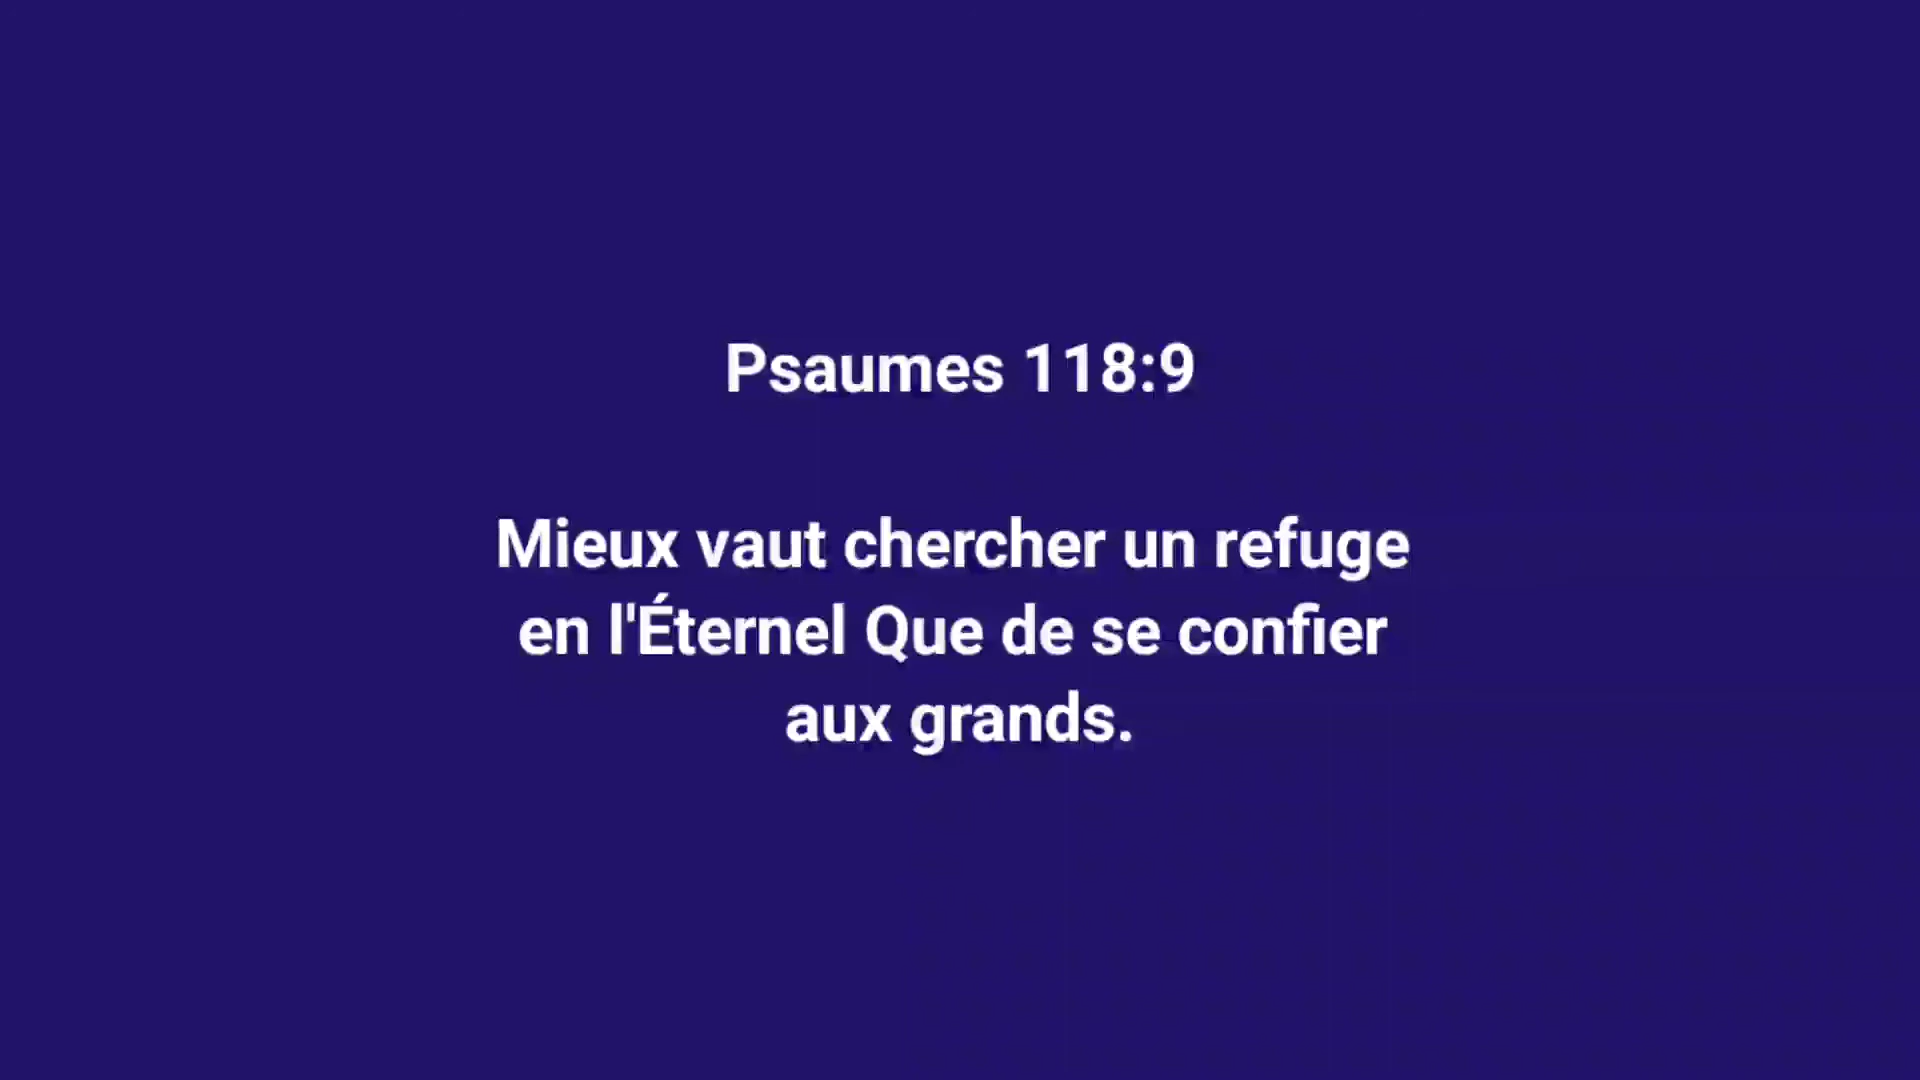 Psaumes 118:9
Mieux vaut chercher un refuge
en l'Éternel Que de se confier
aux grands.